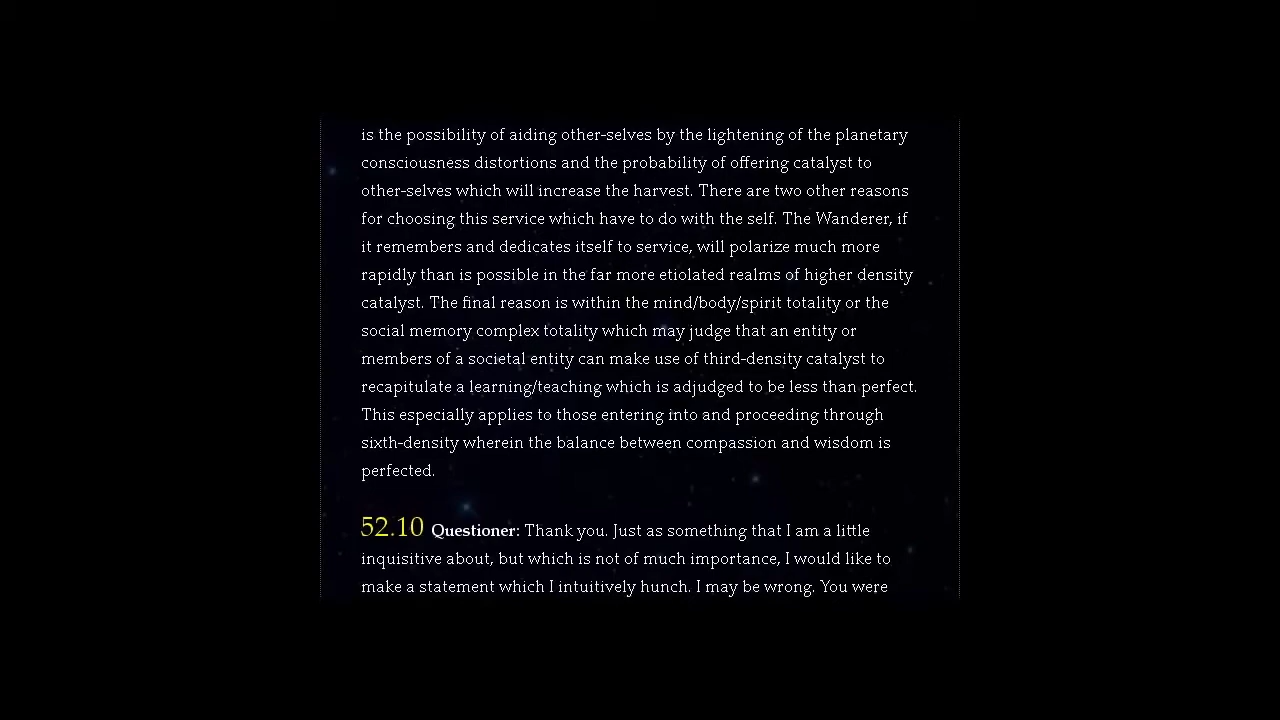 is the possibility of aiding other-selves by the lightening of the planetary
consciousness distortions and the probability of offering catalyst to
other-selves which will increase the harvest. There are two other reasons
for choosing this service which have to do with the self. The Wanderer, if
it remembers and dedicates itself to service, will polarize much more
rapidly than is possible in the far more etiolated realms of higher density
catalyst. The final reason is within the mind/body/spirit totality or the
social memory complex totality which may judge that an entity or
members of a societal entity can make use of third-density catalyst to
recapitulate a learning/teaching which is adjudged to be less than perfect.
This especially applies to those entering into and proceeding through
sixth-density wherein the balance between compassion and wisdom is
perfected.
52.10 Questioner: Thank you. Just as something that I am a little
inquisitive about, but which is not of much importance, I would like to
make a statement which I intuitively hunch. I may be wrong. You were